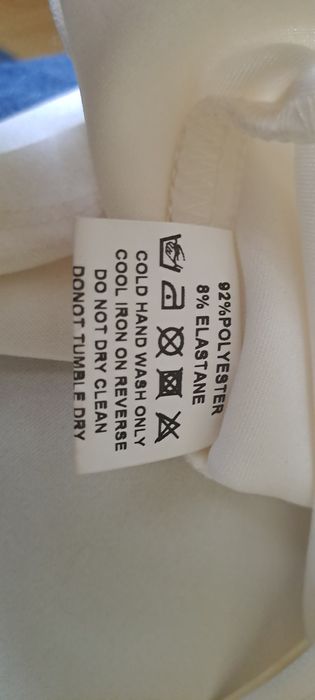 92%POLYESTER
8% ELASTANE
COLD HAND WASH ONLY
COOL IRON ON REVERSE
DO NOT DRY CLEAN
DONOT TUMBLE DRY